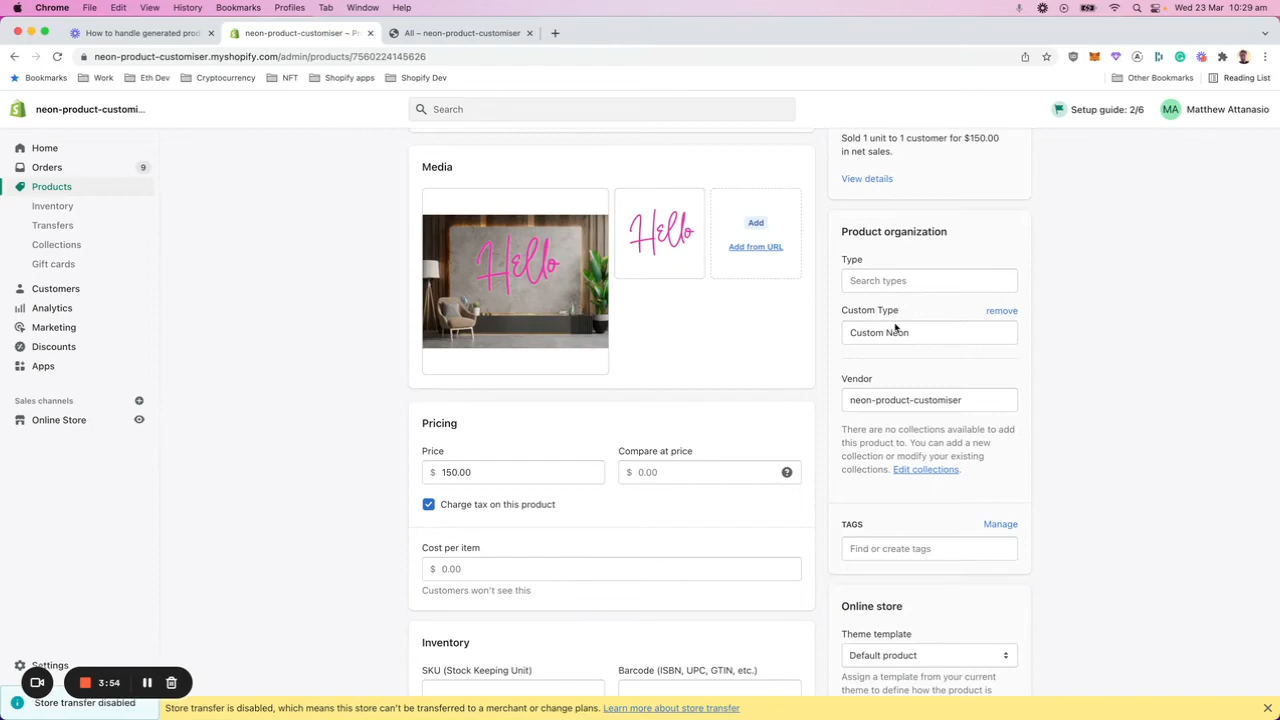 Chrome File Edit View History Bookmarks Profiles Tab Window Help
Wed 23 Mar 10:29 am
How to handle generated prod
neon-product-customiser ~ Pr
All – neon-product-customiser
neon-product-customiser.myshopify.com/admin/products/7560224145626
Bookmarks Work Eth Dev Cryptocurrency NFT Shopify apps Shopify Dev Other Bookmarks Reading List
neon-product-customi...
Search
Setup guide: 2/6
MA Matthew Attanasio
Home
Orders 9
Products
Inventory
Transfers
Collections
Gift cards
Customers
Analytics
Marketing
Discounts
Apps
Sales channels
Online Store
Settings
3:54
Store transfer disabled
Media
Hello
Hello
Add
Add from URL
Pricing
Price
$ 150.00
Compare at price
$ 0.00
Charge tax on this product
Cost per item
$ 0.00
Customers won't see this
Inventory
SKU (Stock Keeping Unit)
Barcode (ISBN, UPC, GTIN, etc.)
Sold 1 unit to 1 customer for $150.00
in net sales.
View details
Product organization
Type
Search types
Custom Type remove
Custom Neon
Vendor
neon-product-customiser
There are no collections available to add
this product to. You can add a new
collection or modify your existing
collections. Edit collections.
TAGS Manage
Find or create tags
Online store
Theme template
Default product
Assign a template from your current
theme to define how the product is
Store transfer is disabled, which means this store can't be transferred to a merchant or change plans. Learn more about store transfer